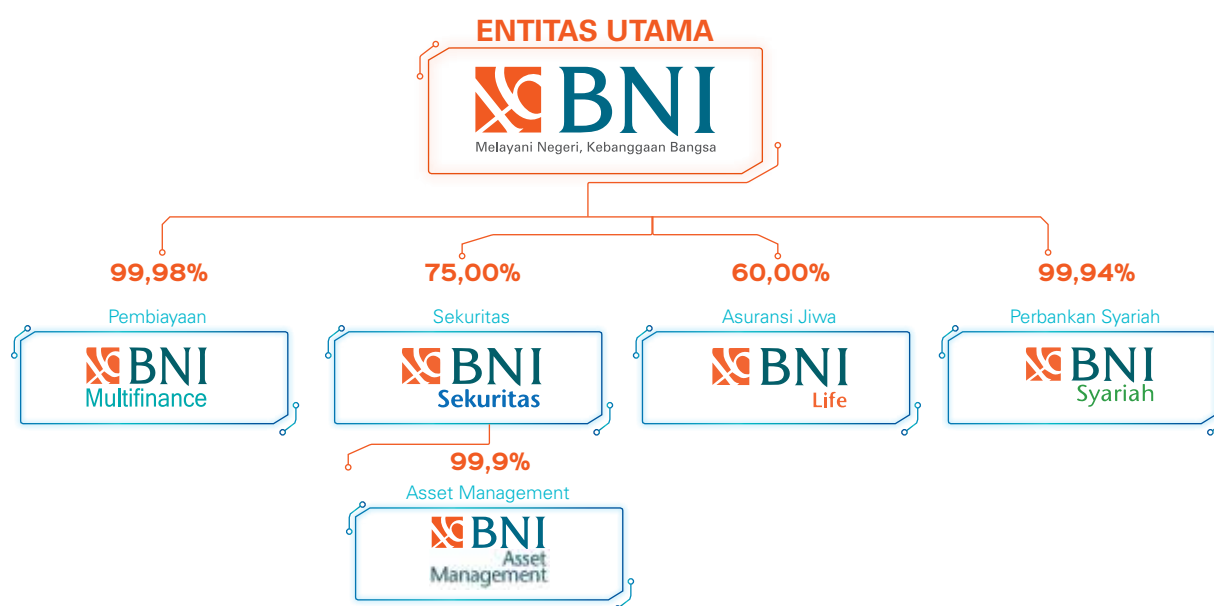 ENTITAS UTAMA
BNI
Melayani Negeri, Kebanggaan Bangsa
99,98%
75,00%
60,00%
99,94%
Pembiayaan
Sekuritas
Asuransi Jiwa
Perbankan Syariah
BNI
Multifinance
BNI
Sekuritas
BNI
Life
BNI
Syariah
99,9%
Asset Management
BNI
Asset
Management